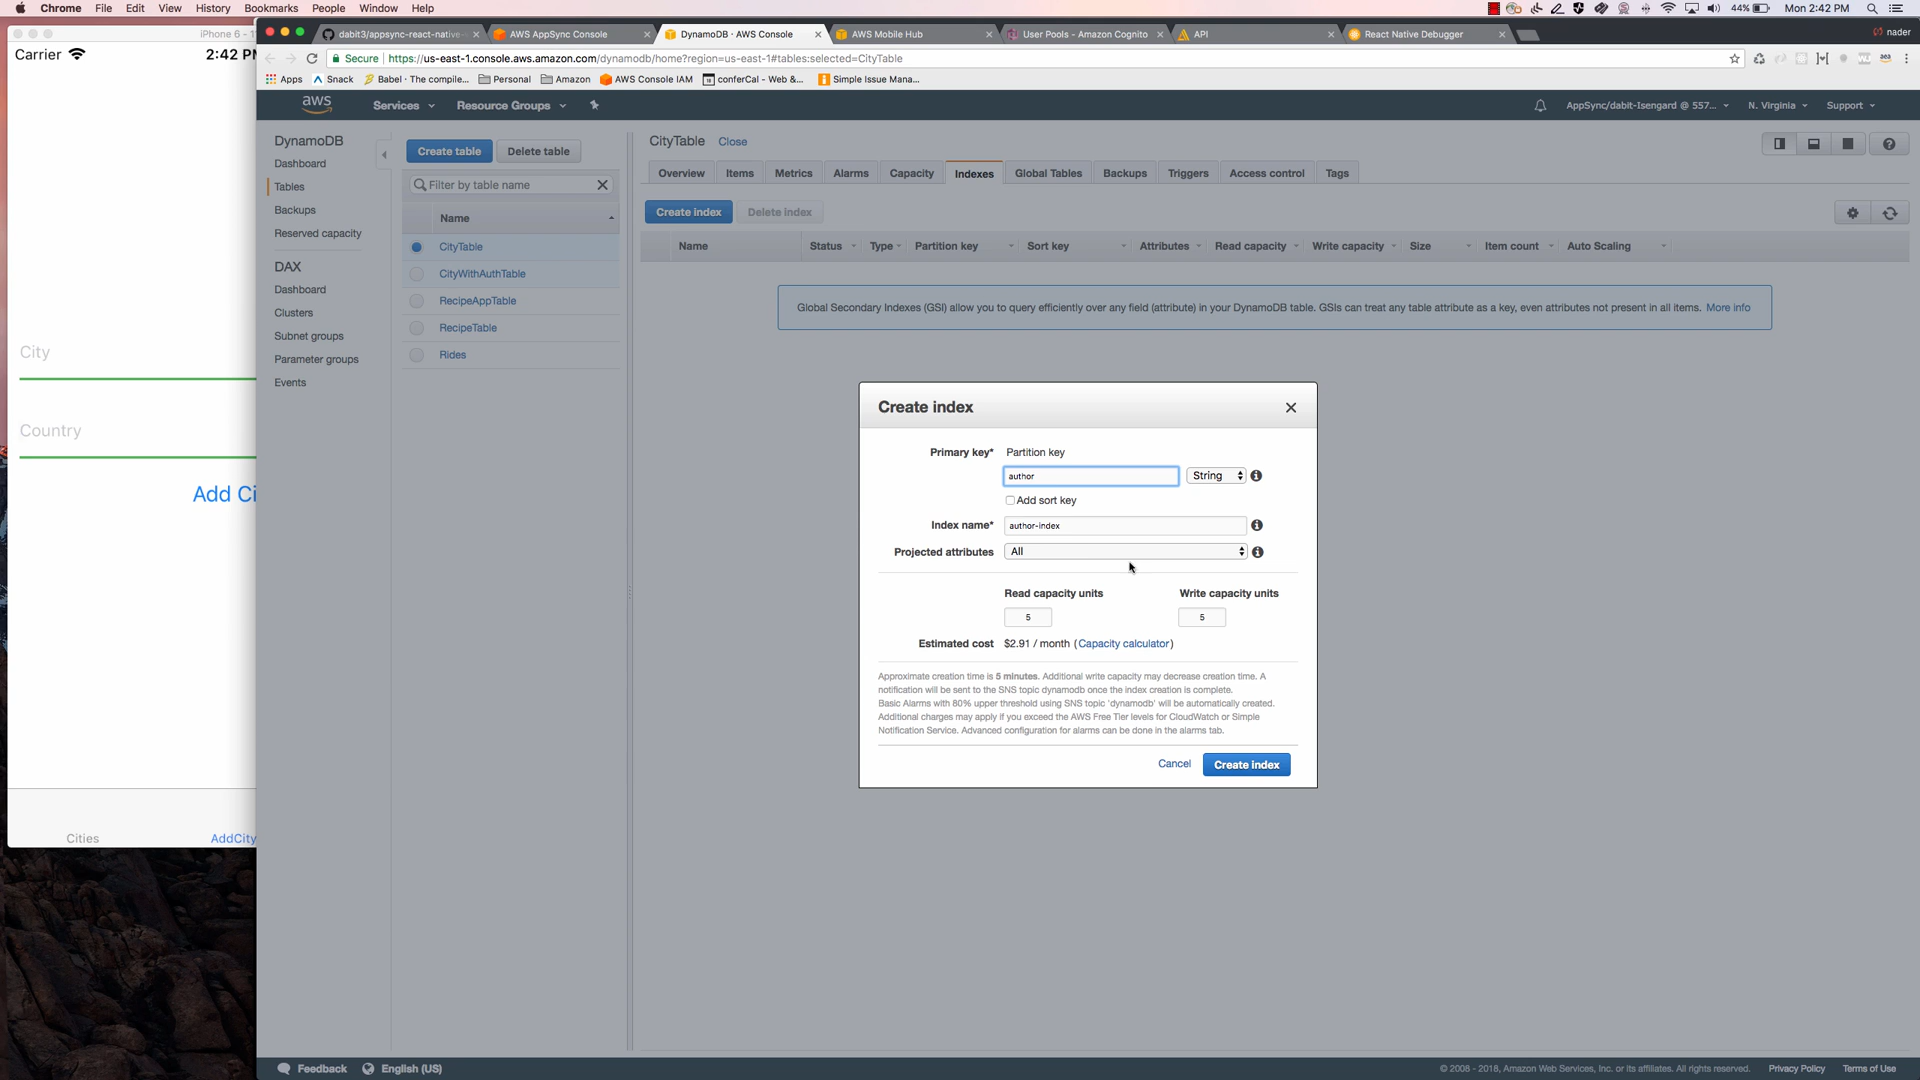 Chrome File Edit View History Bookmarks People Window Help
44% Mon 2:42 PM
iPhone 6 - 1
Carrier 2:42 PM
City
Country
Add Ci
Cities AddCity
dabit3/appsync-react-native-
AWS AppSync Console
DynamoDB · AWS Console
AWS Mobile Hub
User Pools - Amazon Cognito
API
React Native Debugger
nader
Secure https://us-east-1.console.aws.amazon.com/dynamodb/home?region=us-east-1#tables:selected=CityTable
Apps Snack Babel · The compile... Personal Amazon AWS Console IAM conferCal - Web &... Simple Issue Mana...
aws Services Resource Groups AppSync/dabit-Isengard @ 557... N. Virginia Support
DynamoDB
Dashboard
Tables
Backups
Reserved capacity
DAX
Dashboard
Clusters
Subnet groups
Parameter groups
Events
Create table Delete table
Filter by table name
Name
CityTable
CityWithAuthTable
RecipeAppTable
RecipeTable
Rides
CityTable Close
Overview Items Metrics Alarms Capacity Indexes Global Tables Backups Triggers Access control Tags
Create index Delete index
Name Status Type Partition key Sort key Attributes Read capacity Write capacity Size Item count Auto Scaling
Global Secondary Indexes (GSI) allow you to query efficiently over any field (attribute) in your DynamoDB table. GSIs can treat any table attribute as a key, even attributes not present in all items. More info
Create index
Primary key* Partition key
author String
Add sort key
Index name* author-index
Projected attributes All
Read capacity units Write capacity units
5 5
Estimated cost $2.91 / month (Capacity calculator)
Approximate creation time is 5 minutes. Additional write capacity may decrease creation time. A
notification will be sent to the SNS topic dynamodb once the index creation is complete.
Basic Alarms with 80% upper threshold using SNS topic 'dynamodb' will be automatically created.
Additional charges may apply if you exceed the AWS Free Tier levels for CloudWatch or Simple
Notification Service. Advanced configuration for alarms can be done in the alarms tab.
Cancel Create index
Feedback English (US) © 2008 - 2018, Amazon Web Services, Inc. or its affiliates. All rights reserved. Privacy Policy Terms of Use